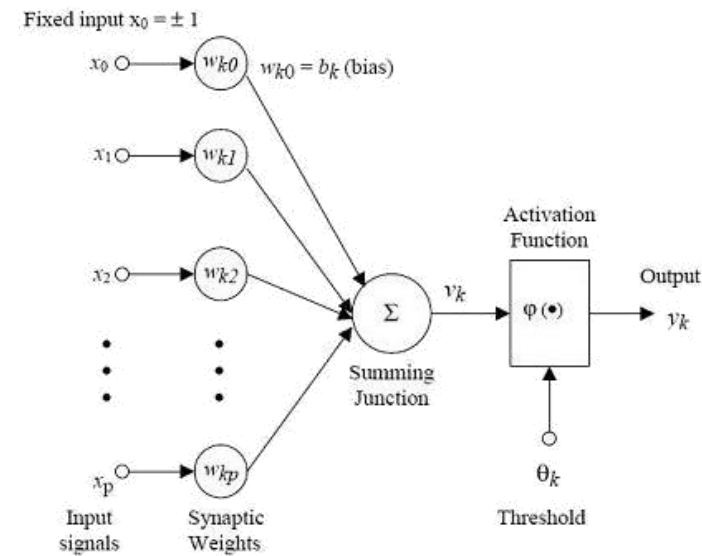 Fixed input x₀ = ± 1
x₀
wk0
wk0 = bk (bias)
x₁
wk1
Activation
Function
x₂
wk2
Σ
vk
φ (•)
Output
yk
Summing
Junction
xp
wkp
θk
Input
signals
Synaptic
Weights
Threshold